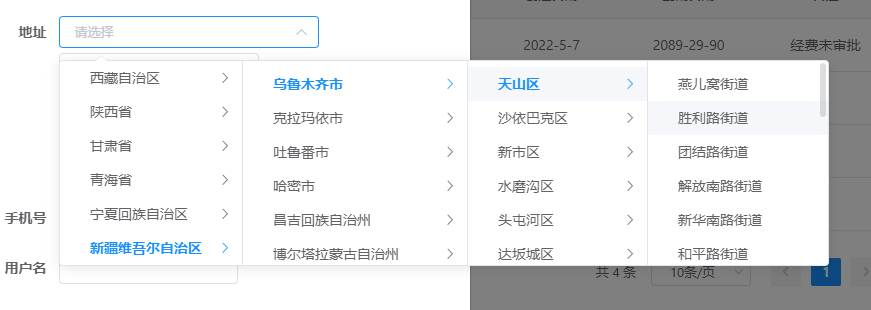 地址
请选择
西藏自治区
陕西省
甘肃省
青海省
宁夏回族自治区
新疆维吾尔自治区
乌鲁木齐市
克拉玛依市
吐鲁番市
哈密市
昌吉回族自治州
博尔塔拉蒙古自治州
天山区
沙依巴克区
新市区
水磨沟区
头屯河区
达坂城区
燕儿窝街道
胜利路街道
团结路街道
解放南路街道
新华南路街道
和平路街道
手机号
用户名
2022-5-7
2089-29-90
经费未审批
共 4 条
10条/页
1